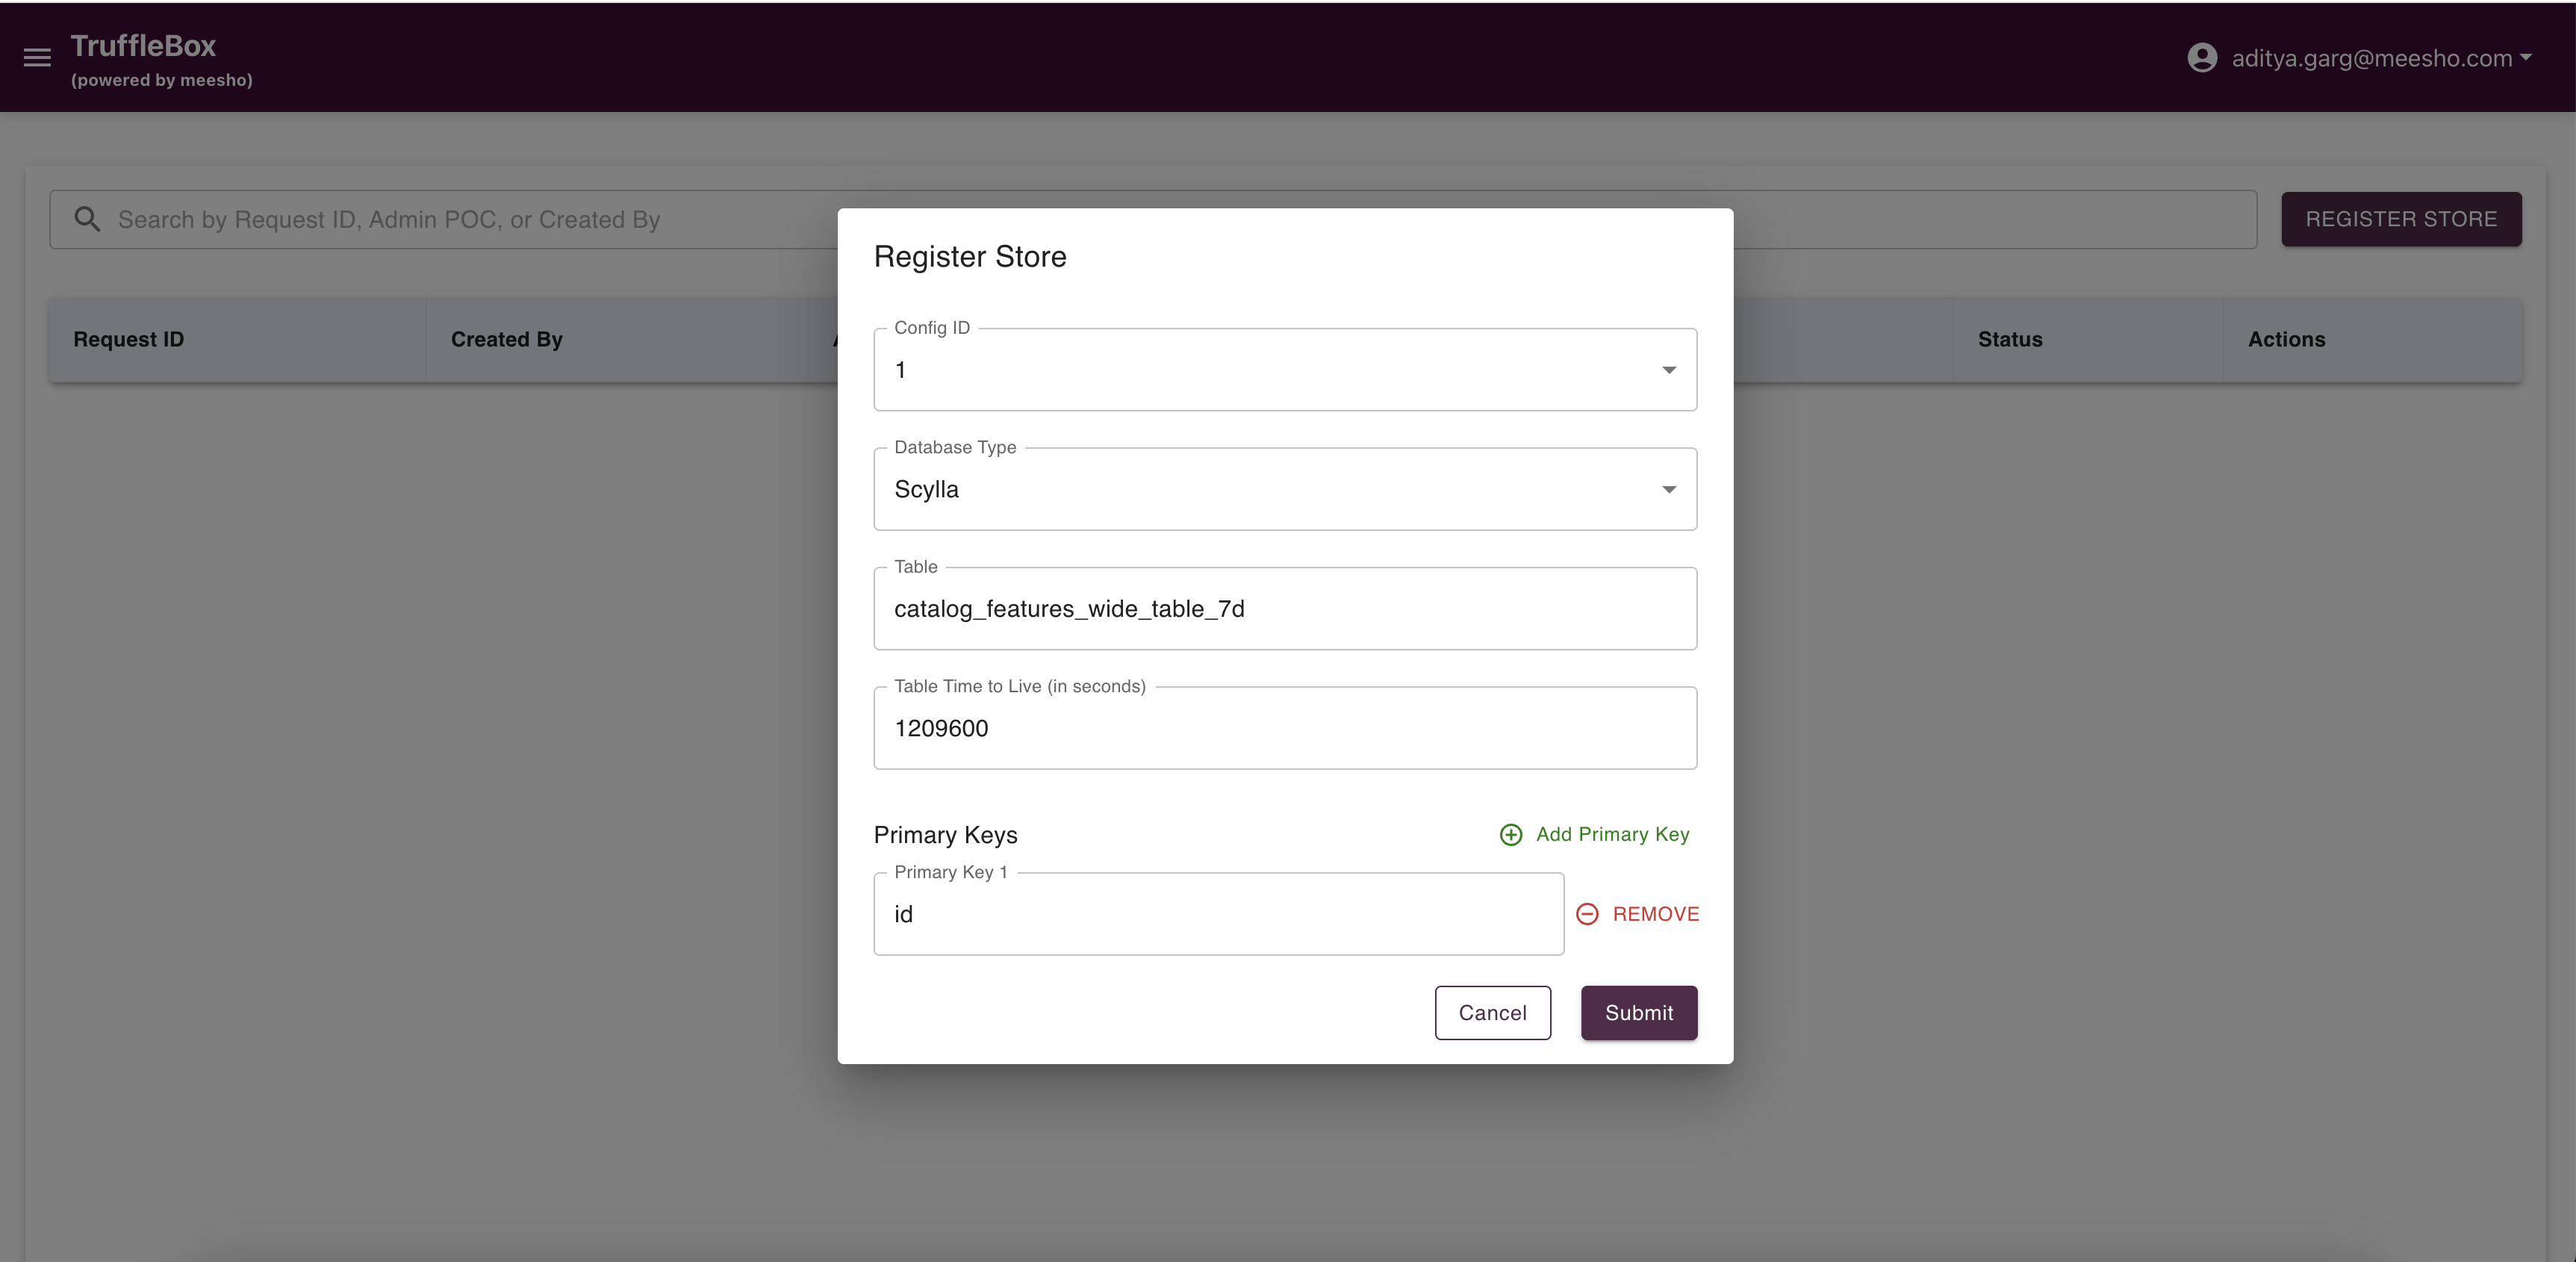 TruffleBox
(powered by meesho)
aditya.garg@meesho.com
Search by Request ID, Admin POC, or Created By
REGISTER STORE
Request ID
Created By
Status
Actions
Register Store
Config ID
1
Database Type
Scylla
Table
catalog_features_wide_table_7d
Table Time to Live (in seconds)
1209600
Primary Keys
Add Primary Key
Primary Key 1
id
REMOVE
Cancel
Submit